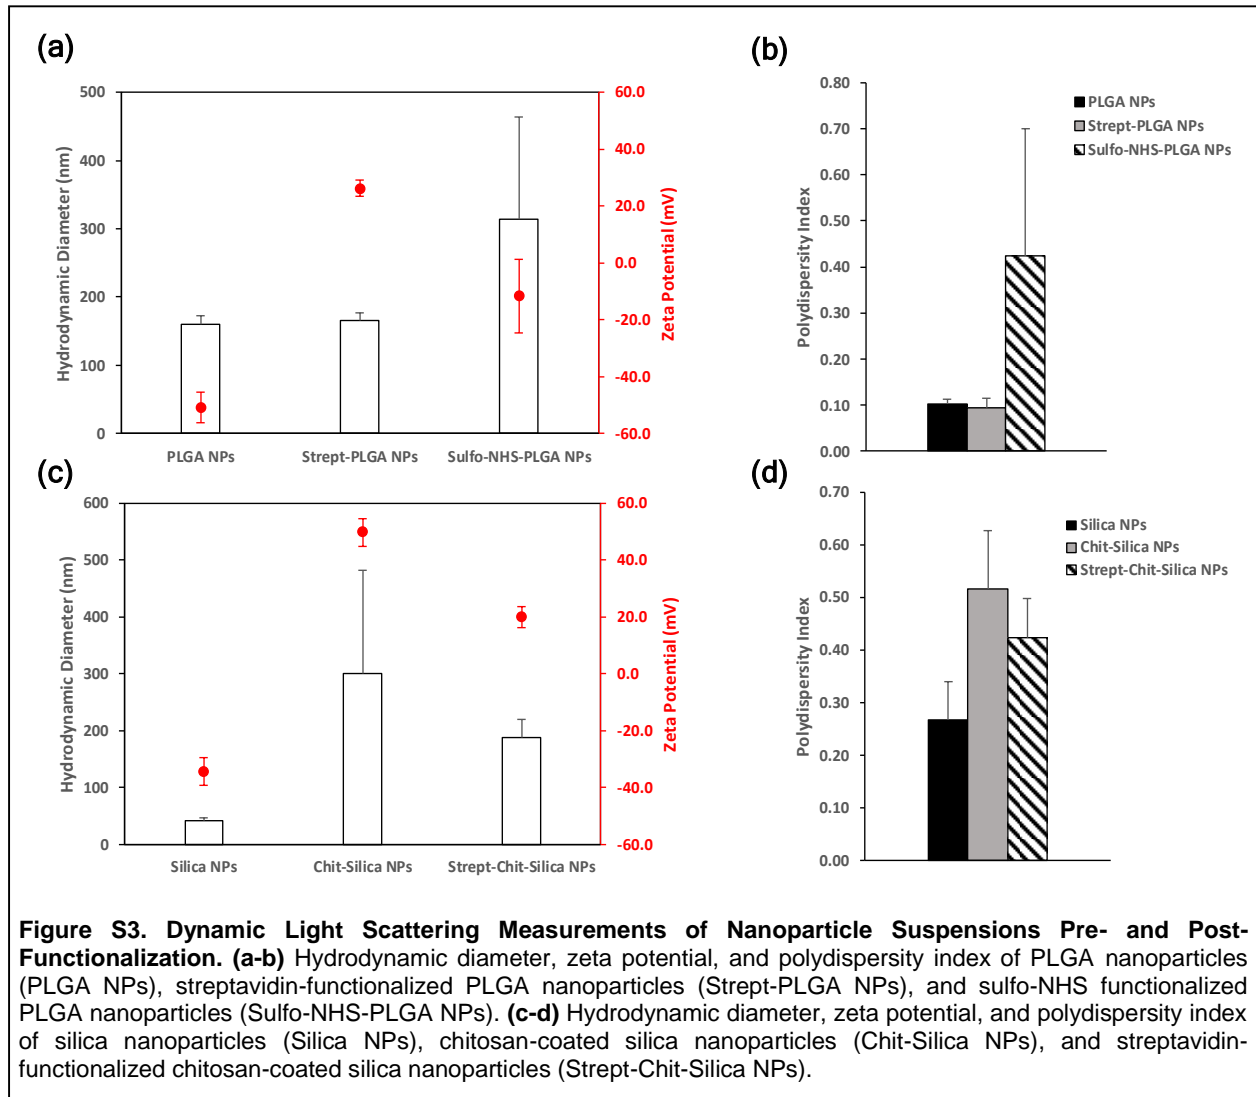 (a)
500
400
300
200
100
0
Hydrodynamic Diameter (nm)
60.0
40.0
20.0
0.0
-20.0
-40.0
-60.0
Zeta Potential (mV)
PLGA NPs
Strept-PLGA NPs
Sulfo-NHS-PLGA NPs
(b)
0.80
0.70
0.60
0.50
0.40
0.30
0.20
0.10
0.00
Polydispersity Index
PLGA NPs
Strept-PLGA NPs
Sulfo-NHS-PLGA NPs
(c)
600
500
400
300
200
100
0
Hydrodynamic Diameter (nm)
60.0
40.0
20.0
0.0
-20.0
-40.0
-60.0
Zeta Potential (mV)
Silica NPs
Chit-Silica NPs
Strept-Chit-Silica NPs
(d)
0.70
0.60
0.50
0.40
0.30
0.20
0.10
0.00
Polydispersity Index
Silica NPs
Chit-Silica NPs
Strept-Chit-Silica NPs
Figure S3. Dynamic Light Scattering Measurements of Nanoparticle Suspensions Pre- and Post-
Functionalization. (a-b) Hydrodynamic diameter, zeta potential, and polydispersity index of PLGA nanoparticles
(PLGA NPs), streptavidin-functionalized PLGA nanoparticles (Strept-PLGA NPs), and sulfo-NHS functionalized
PLGA nanoparticles (Sulfo-NHS-PLGA NPs). (c-d) Hydrodynamic diameter, zeta potential, and polydispersity index
of silica nanoparticles (Silica NPs), chitosan-coated silica nanoparticles (Chit-Silica NPs), and streptavidin-
functionalized chitosan-coated silica nanoparticles (Strept-Chit-Silica NPs).